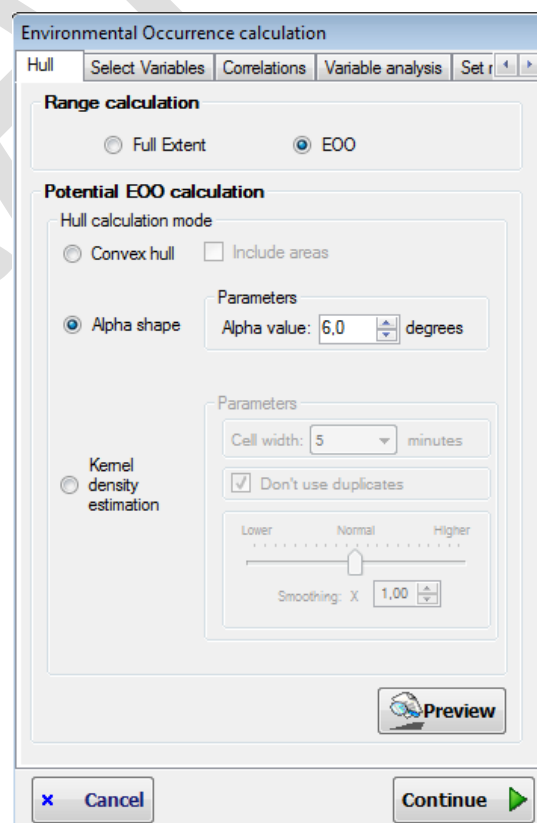 Environmental Occurrence calculation
Hull Select Variables Correlations Variable analysis Set r
Range calculation
Full Extent EOO
Potential EOO calculation
Hull calculation mode
Convex hull Include areas
Parameters
Alpha shape Alpha value: 6,0 degrees
Parameters
Cell width: 5 minutes
Kernel
density
estimation
Don't use duplicates
Lower Normal Higher
Smoothing: X 1,00
Preview
Cancel Continue